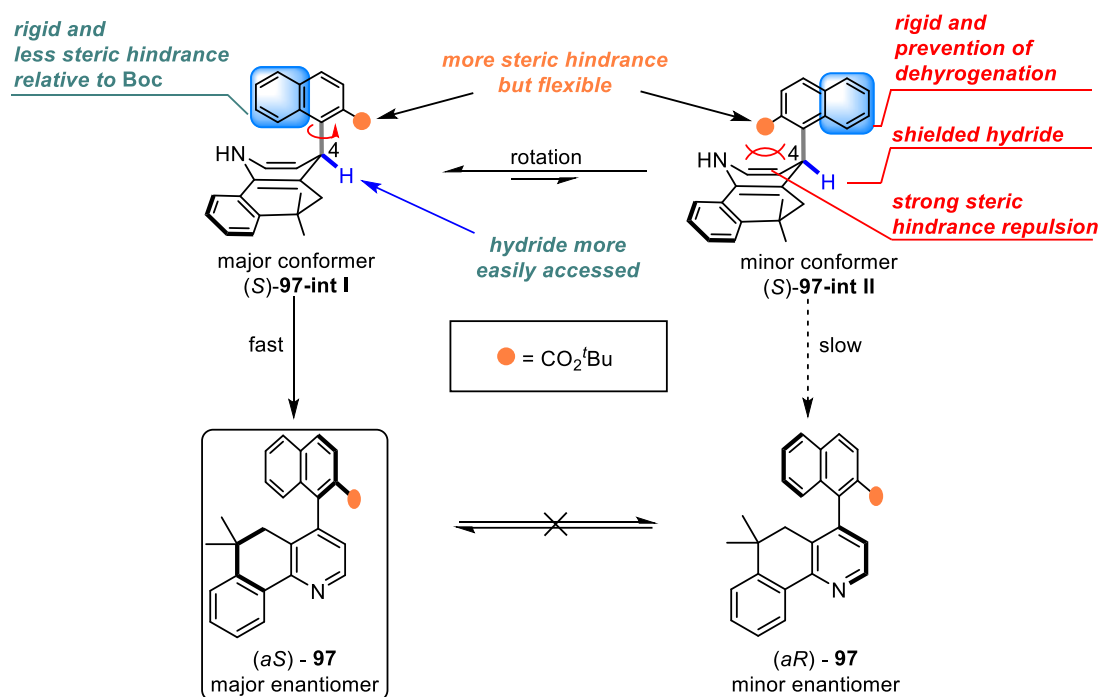 rigid and
less steric hindrance
relative to Boc
more steric hindrance
but flexible
rigid and
prevention of
dehyrogenation
shielded hydride
strong steric
hindrance repulsion
4
HN
H
rotation
4
HN
H
hydride more
easily accessed
major conformer
(S)-97-int I
minor conformer
(S)-97-int II
fast
= CO2tBu
slow
N
N
(aS) - 97
major enantiomer
(aR) - 97
minor enantiomer